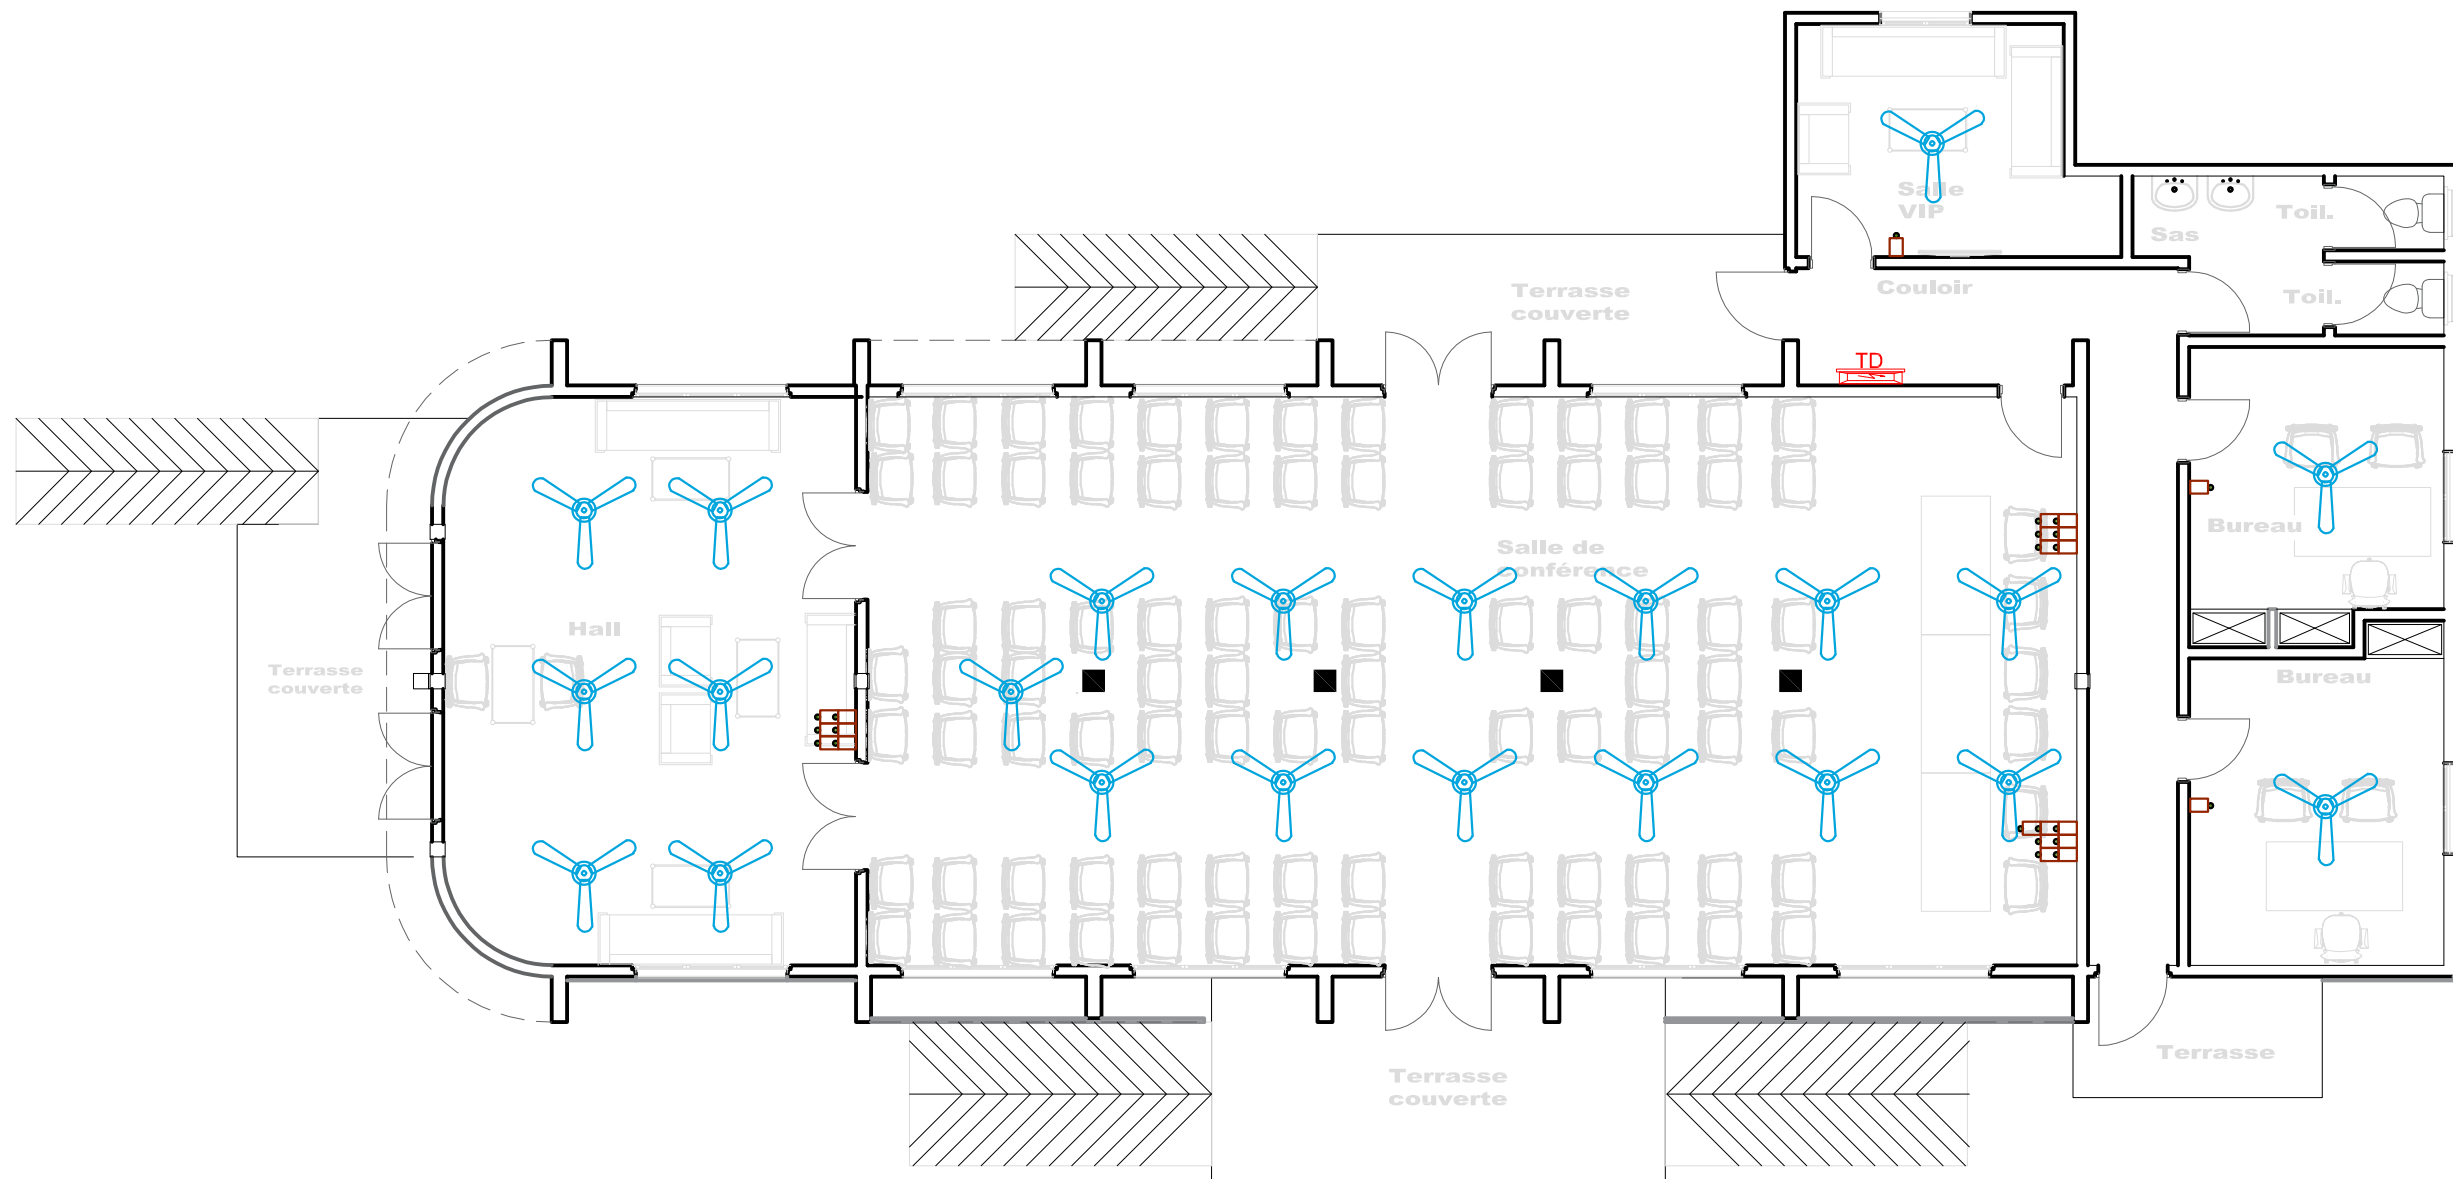 Salle
VIP
Sas
Toil.
Toil.
Couloir
Terrasse
couverte
TD
Bureau
Salle de
conférence
Hall
Terrasse
couverte
Bureau
Terrasse
Terrasse
couverte